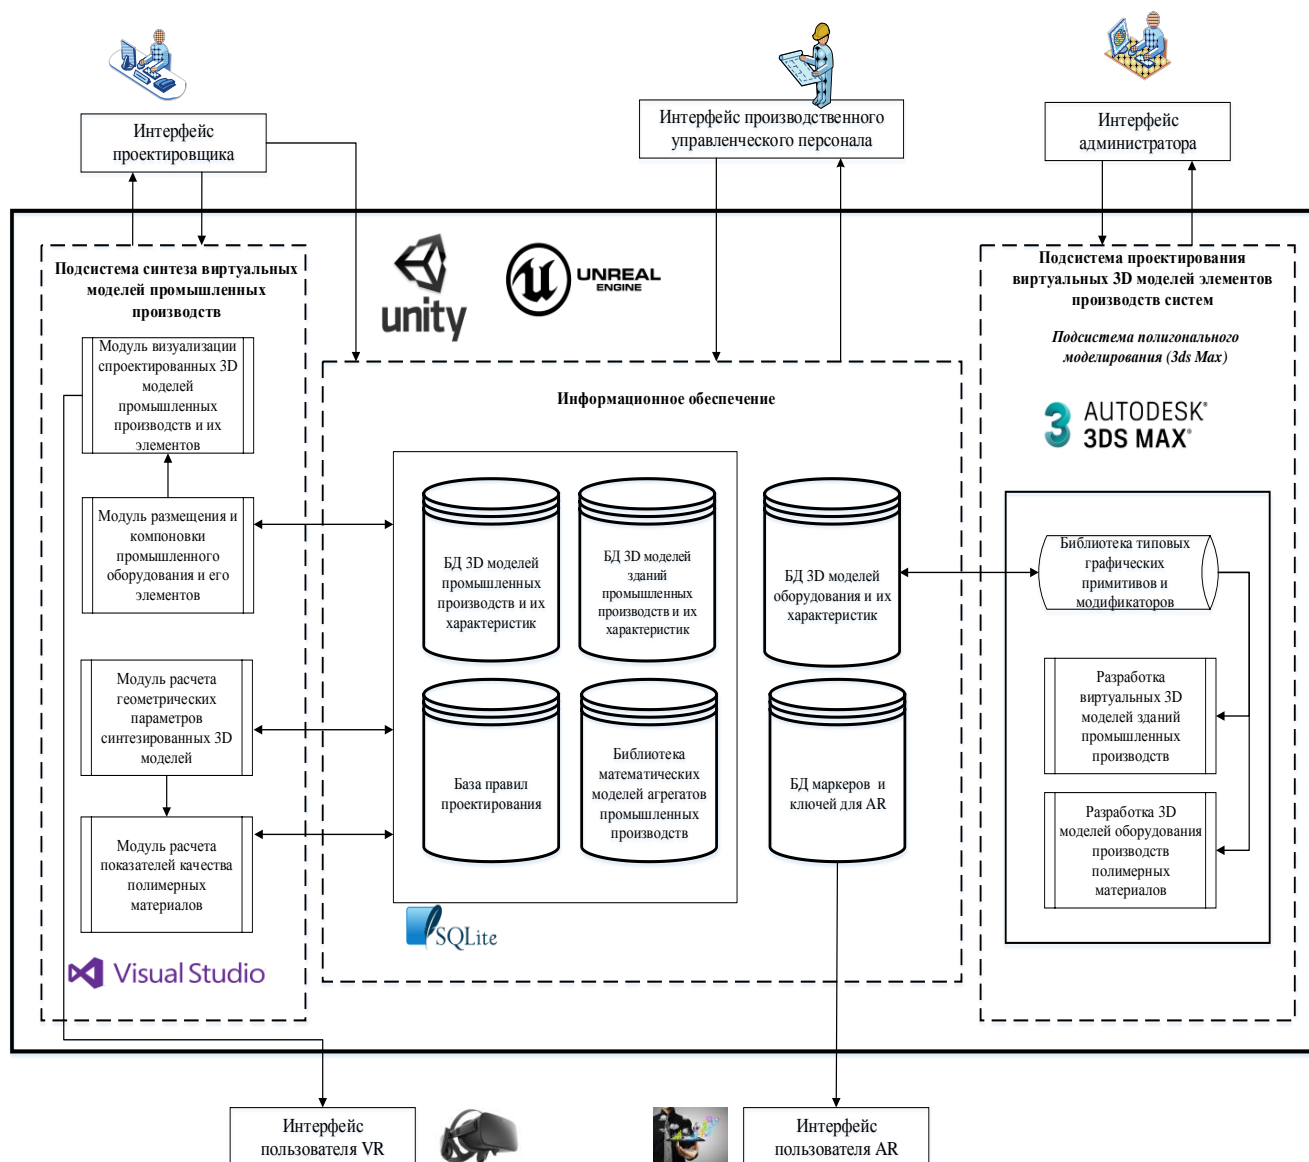 Интерфейс
проектировщика
Интерфейс производственного
управленческого персонала
Интерфейс
администратора
Подсистема синтеза виртуальных
моделей промышленных
производств
unity
UNREAL
ENGINE
Подсистема проектирования
виртуальных 3D моделей элементов
производств систем
Подсистема полигонального
моделирования (3ds Max)
3 AUTODESK®
3DS MAX®
Модуль визуализации
спроектированных 3D
моделей
промышленных
производств и их
элементов
Модуль размещения и
компоновки
промышленного
оборудования и его
элементов
Модуль расчета
геометрических
параметров
синтезированных 3D
моделей
Модуль расчета
показателей качества
полимерных
материалов
Visual Studio
Информационное обеспечение
БД 3D моделей
промышленных
производств и их
характеристик
БД 3D моделей
зданий
промышленных
производств и их
характеристик
БД 3D моделей
оборудования и их
характеристик
База правил
проектирования
Библиотека
математических
моделей агрегатов
промышленных
производств
БД маркеров и
ключей для AR
SQLite
Библиотека типовых
графических
примитивов и
модификаторов
Разработка
виртуальных 3D
моделей зданий
промышленных
производств
Разработка 3D
моделей оборудования
производств
полимерных
материалов
Интерфейс
пользователя VR
Интерфейс
пользователя AR